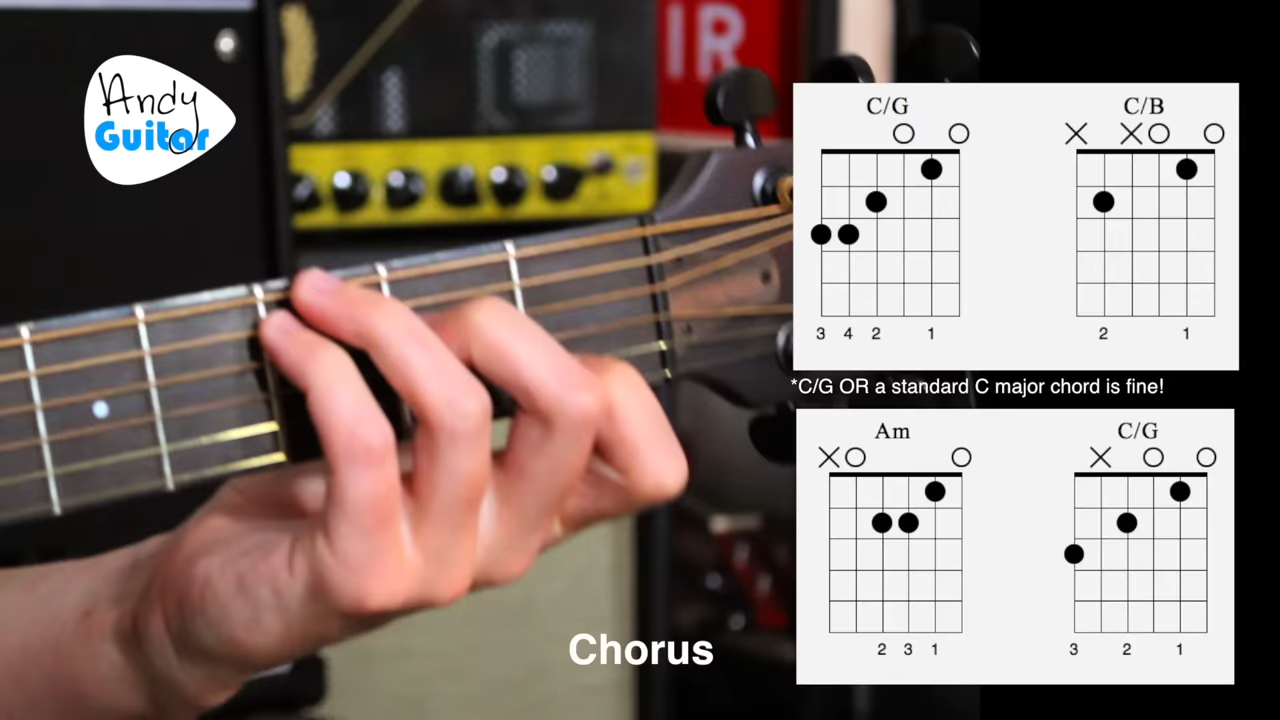 Andy
Guitar
IR
C/G
C/B
3 4 2 1
2 1
*C/G OR a standard C major chord is fine!
Am
C/G
2 3 1
3 2 1
Chorus